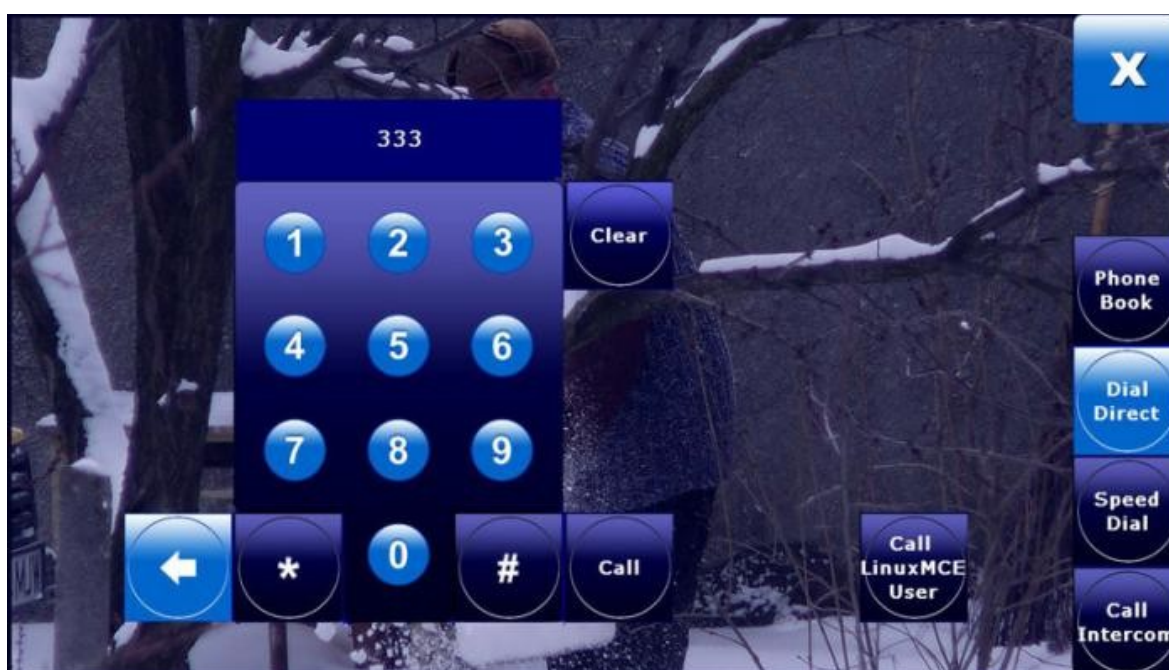 X
333
1 2 3
Clear
4 5 6
7 8 9
* 0 # Call
Call
LinuxMCE
User
Phone
Book
Dial
Direct
Speed
Dial
Call
Intercom